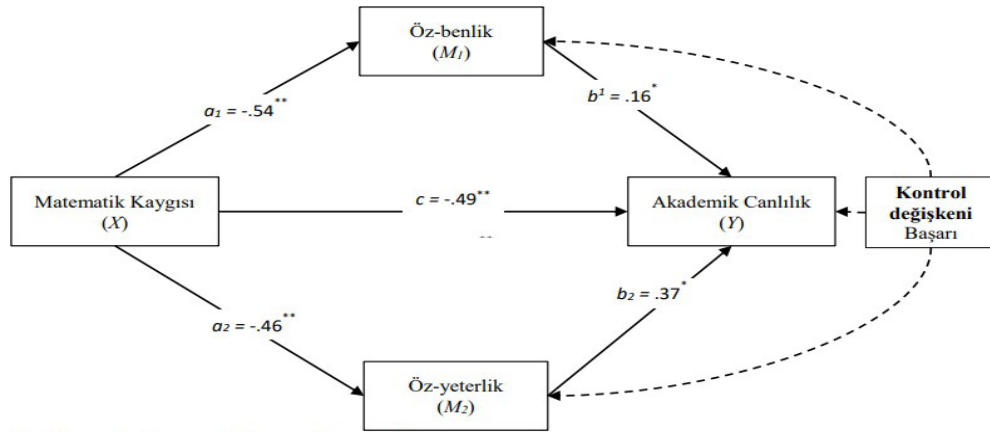 Öz-benlik
(M₁)
a₁ = -.54**
b¹ = .16*
Matematik Kaygısı
(X)
c = -.49**
**
Akademik Canlılık
(Y)
Kontrol
değişkeni
Başarı
a₂ = -.46**
b₂ = .37*
Öz-yeterlik
(M₂)